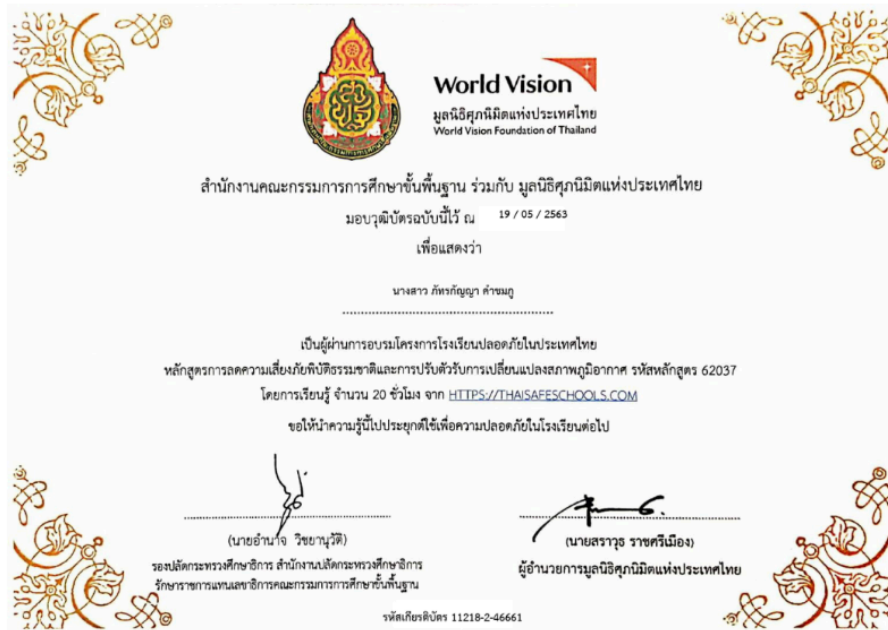 World Vision
มูลนิธิศุภนิมิตแห่งประเทศไทย
World Vision Foundation of Thailand
สำนักงานคณะกรรมการการศึกษาขั้นพื้นฐาน ร่วมกับ มูลนิธิศุภนิมิตแห่งประเทศไทย
มอบวุฒิบัตรฉบับนี้ไว้ ณ 19 / 05 / 2563
เพื่อแสดงว่า
นางสาว ภัทรกัญญา คำขมภู
เป็นผู้ผ่านการอบรมโครงการโรงเรียนปลอดภัยในประเทศไทย
หลักสูตรการลดความเสี่ยงภัยพิบัติธรรมชาติและการปรับตัวรับการเปลี่ยนแปลงสภาพภูมิอากาศ รหัสหลักสูตร 62037
โดยการเรียนรู้ จำนวน 20 ชั่วโมง จาก HTTPS://THAISAFESCHOOLS.COM
ขอให้นำความรู้นี้ไปประยุกต์ใช้เพื่อความปลอดภัยในโรงเรียนต่อไป
(นายอำนาจ วิชยานุวัติ)
รองปลัดกระทรวงศึกษาธิการ สำนักงานปลัดกระทรวงศึกษาธิการ
รักษาราชการแทนเลขาธิการคณะกรรมการการศึกษาขั้นพื้นฐาน
(นายสราวุธ ราชศรีเมือง)
ผู้อำนวยการมูลนิธิศุภนิมิตแห่งประเทศไทย
รหัสเกียรติบัตร 11218-2-46661